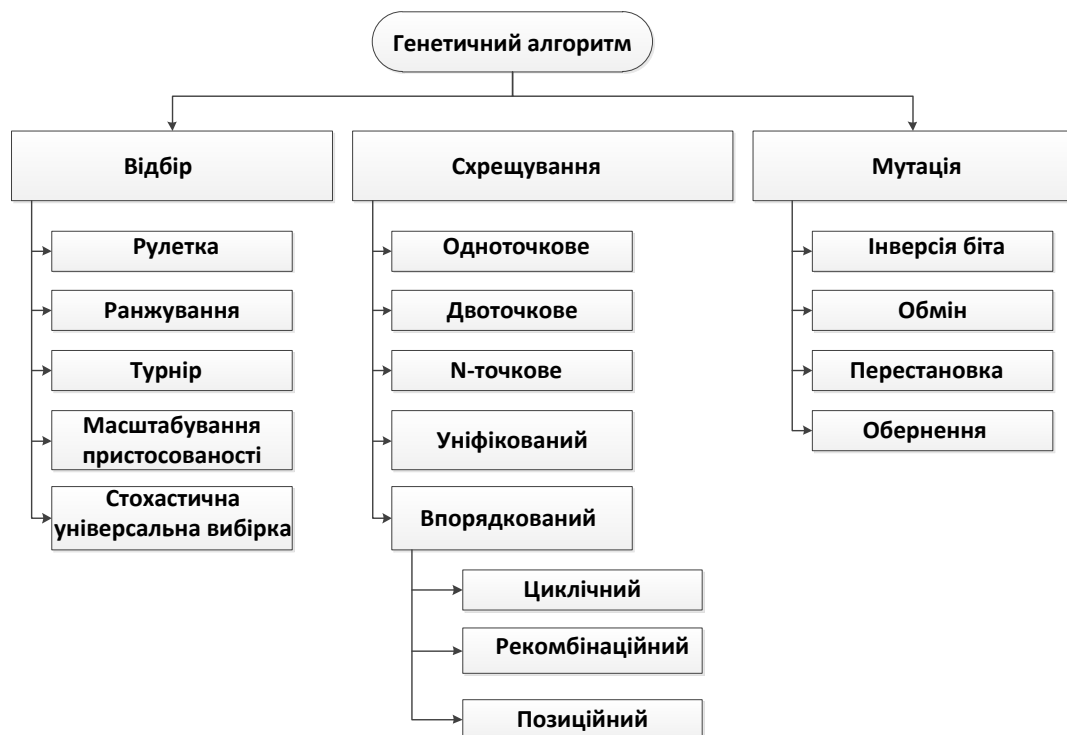 Генетичний алгоритм
Відбір
Рулетка
Ранжування
Турнір
Масштабування
пристосованості
Стохастична
універсальна вибірка
Схрещування
Одноточкове
Двоточкове
N-точкове
Уніфікований
Впорядкований
Циклічний
Рекомбінаційний
Позиційний
Мутація
Інверсія біта
Обмін
Перестановка
Обернення